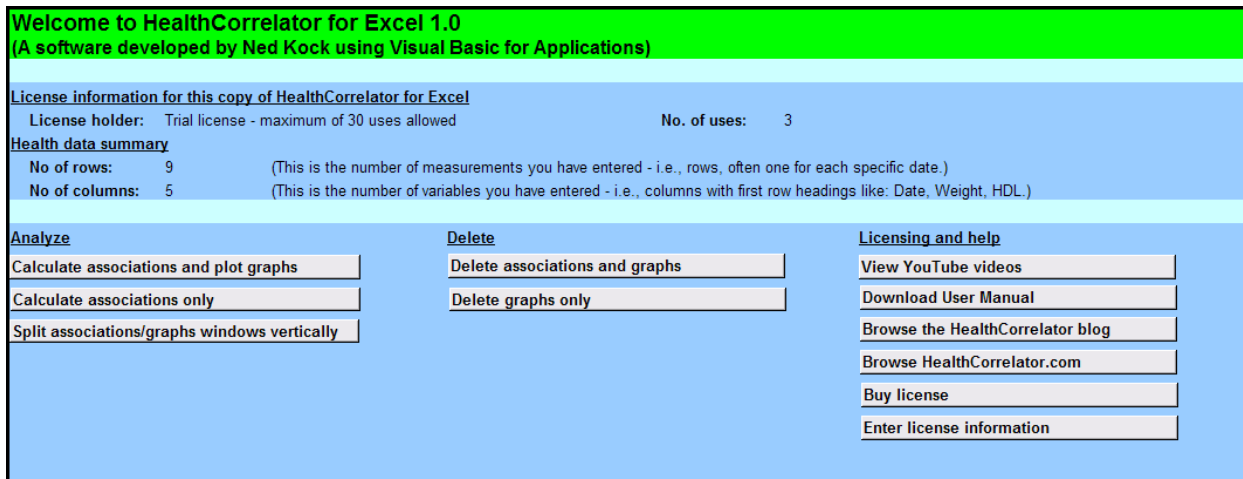 Welcome to HealthCorrelator for Excel 1.0
(A software developed by Ned Kock using Visual Basic for Applications)
License information for this copy of HealthCorrelator for Excel
License holder: Trial license - maximum of 30 uses allowed No. of uses: 3
Health data summary
No of rows: 9 (This is the number of measurements you have entered - i.e., rows, often one for each specific date.)
No of columns: 5 (This is the number of variables you have entered - i.e., columns with first row headings like: Date, Weight, HDL.)
Analyze
Calculate associations and plot graphs
Calculate associations only
Split associations/graphs windows vertically
Delete
Delete associations and graphs
Delete graphs only
Licensing and help
View YouTube videos
Download User Manual
Browse the HealthCorrelator blog
Browse HealthCorrelator.com
Buy license
Enter license information